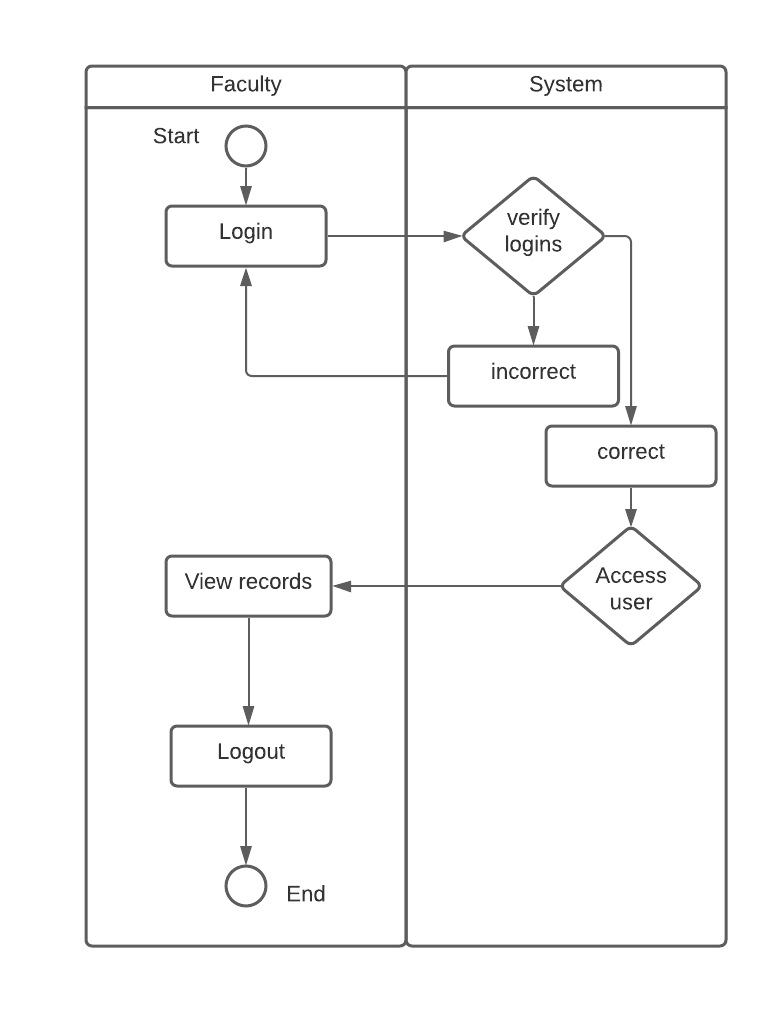 Faculty
System
Start
Login
verify
logins
incorrect
correct
View records
Access
user
Logout
End